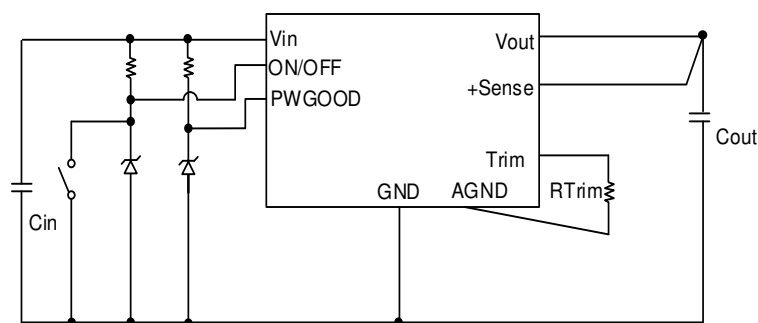 Vin
Vout
ON/OFF
+Sense
PWGOOD
Cout
Trim
GND
AGND
RTrim
Cin